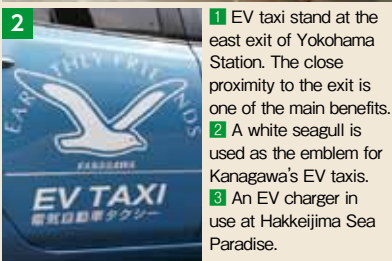 2
EARTHLY FRIENDS
KANAGAWA
EV TAXI
電気自動車タクシー
1 EV taxi stand at the
east exit of Yokohama
Station. The close
proximity to the exit is
one of the main benefits.
2 A white seagull is
used as the emblem for
Kanagawa's EV taxis.
3 An EV charger in
use at Hakkeijima Sea
Paradise.